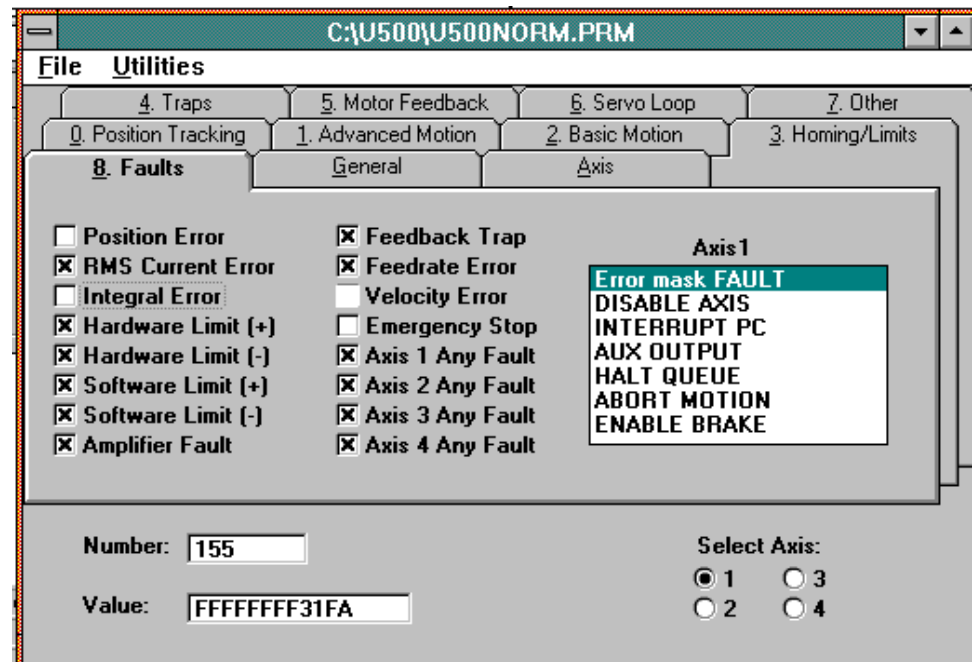 C:\U500\U500NORM.PRM
File Utilities
4. Traps 5. Motor Feedback 6. Servo Loop 7. Other
0. Position Tracking 1. Advanced Motion 2. Basic Motion 3. Homing/Limits
8. Faults General Axis
Position Error Feedback Trap
Axis1
RMS Current Error Feedrate Error Error mask FAULT
Integral Error Velocity Error DISABLE AXIS
Hardware Limit (+) Emergency Stop INTERRUPT PC
Hardware Limit (-) Axis 1 Any Fault AUX OUTPUT
Software Limit (+) Axis 2 Any Fault HALT QUEUE
Software Limit (-) Axis 3 Any Fault ABORT MOTION
Amplifier Fault Axis 4 Any Fault ENABLE BRAKE
Number: 155 Select Axis:
1 3
Value: FFFFFFFF31FA 2 4